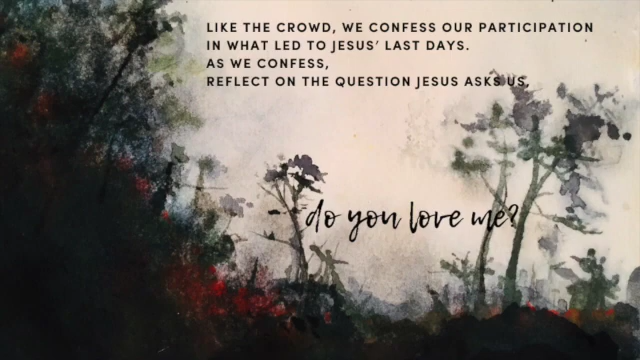 LIKE THE CROWD, WE CONFESS OUR PARTICIPATION
IN WHAT LED TO JESUS' LAST DAYS.
AS WE CONFESS,
REFLECT ON THE QUESTION JESUS ASKS US,
do you love me?